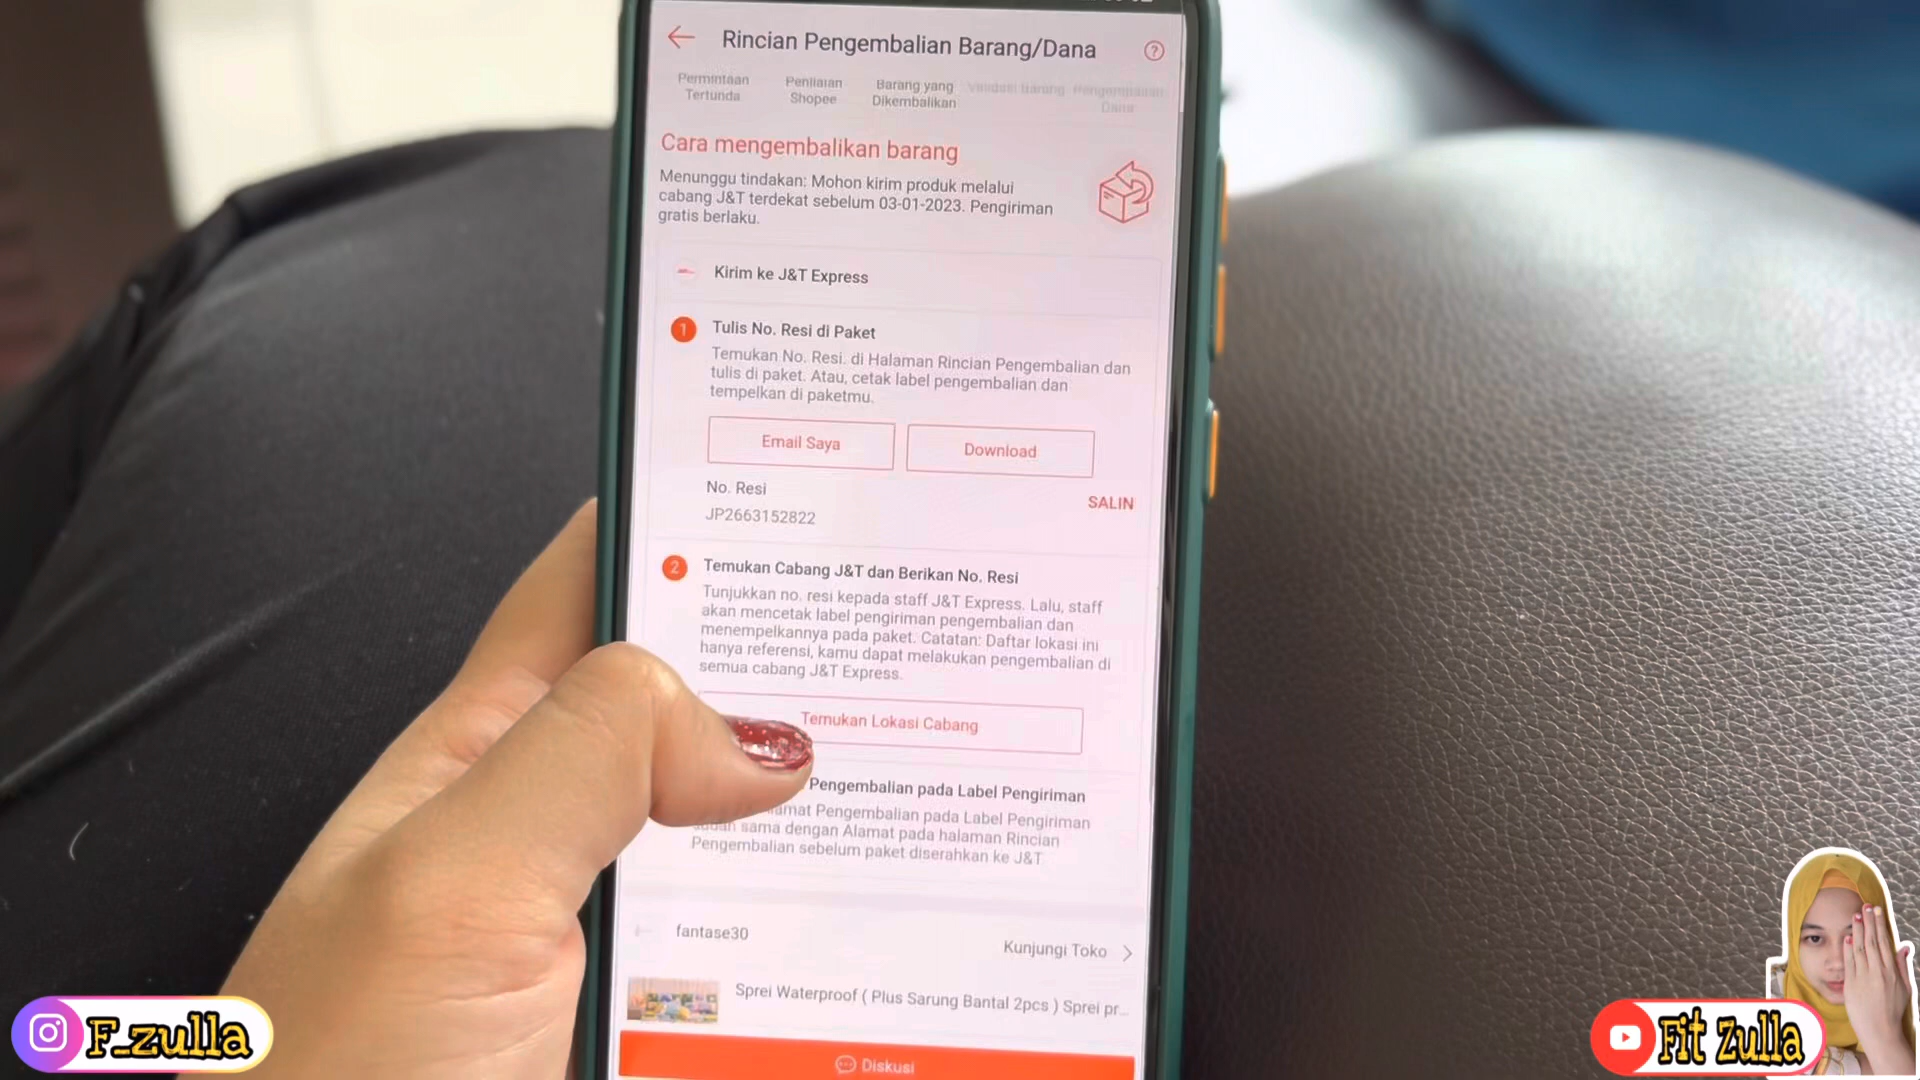 Rincian Pengembalian Barang/Dana
Permintaan Tertunda
Penilaian Shopee
Barang yang Dikembalikan
Validasi Barang
Pengembalian Dana
Cara mengembalikan barang
Menunggu tindakan: Mohon kirim produk melalui
cabang J&T terdekat sebelum 03-01-2023. Pengiriman
gratis berlaku.
Kirim ke J&T Express
1 Tulis No. Resi di Paket
Temukan No. Resi. di Halaman Rincian Pengembalian dan
tulis di paket. Atau, cetak label pengembalian dan
tempelkan di paketmu.
Email Saya
Download
No. Resi
SALIN
JP2663152822
2 Temukan Cabang J&T dan Berikan No. Resi
Tunjukkan no. resi kepada staff J&T Express. Lalu, staff
akan mencetak label pengiriman pengembalian dan
menempelkannya pada paket. Catatan: Daftar lokasi ini
hanya referensi, kamu dapat melakukan pengembalian di
semua cabang J&T Express.
Temukan Lokasi Cabang
Pengembalian pada Label Pengiriman
Pengembalian pada Label Pengiriman
sama dengan Alamat pada halaman Rincian
Pengembalian sebelum paket diserahkan ke J&T
fantase30
Kunjungi Toko
Sprei Waterproof ( Plus Sarung Bantal 2pcs ) Sprei pr...
Diskusi
F_zulla
Fit Zulla